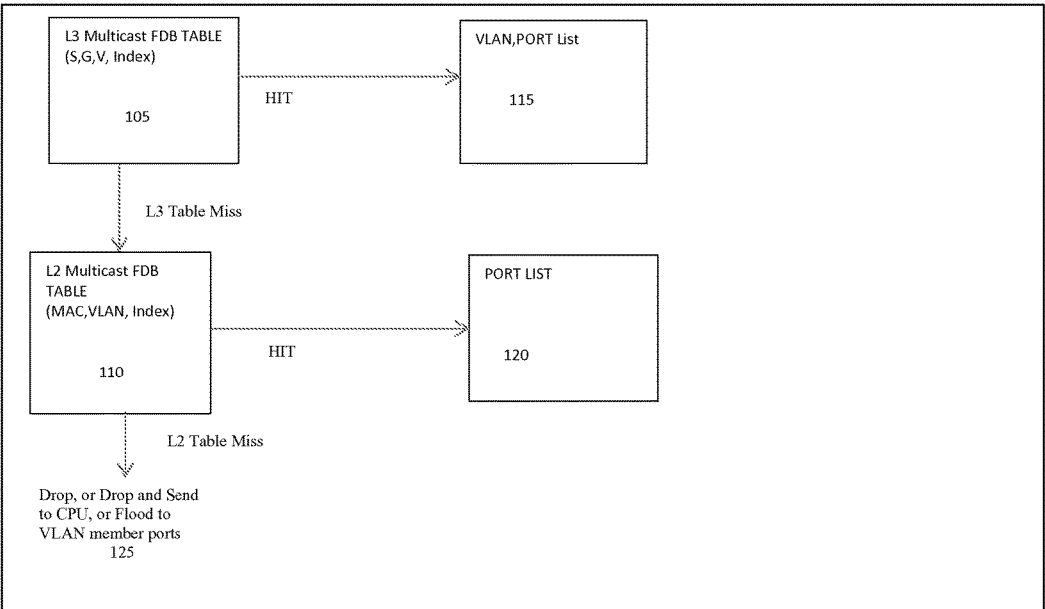 L3 Multicast FDB TABLE
(S,G,V, Index)
105
HIT
VLAN,PORT List
115
L3 Table Miss
L2 Multicast FDB
TABLE
(MAC,VLAN, Index)
110
HIT
PORT LIST
120
L2 Table Miss
Drop, or Drop and Send
to CPU, or Flood to
VLAN member ports
125